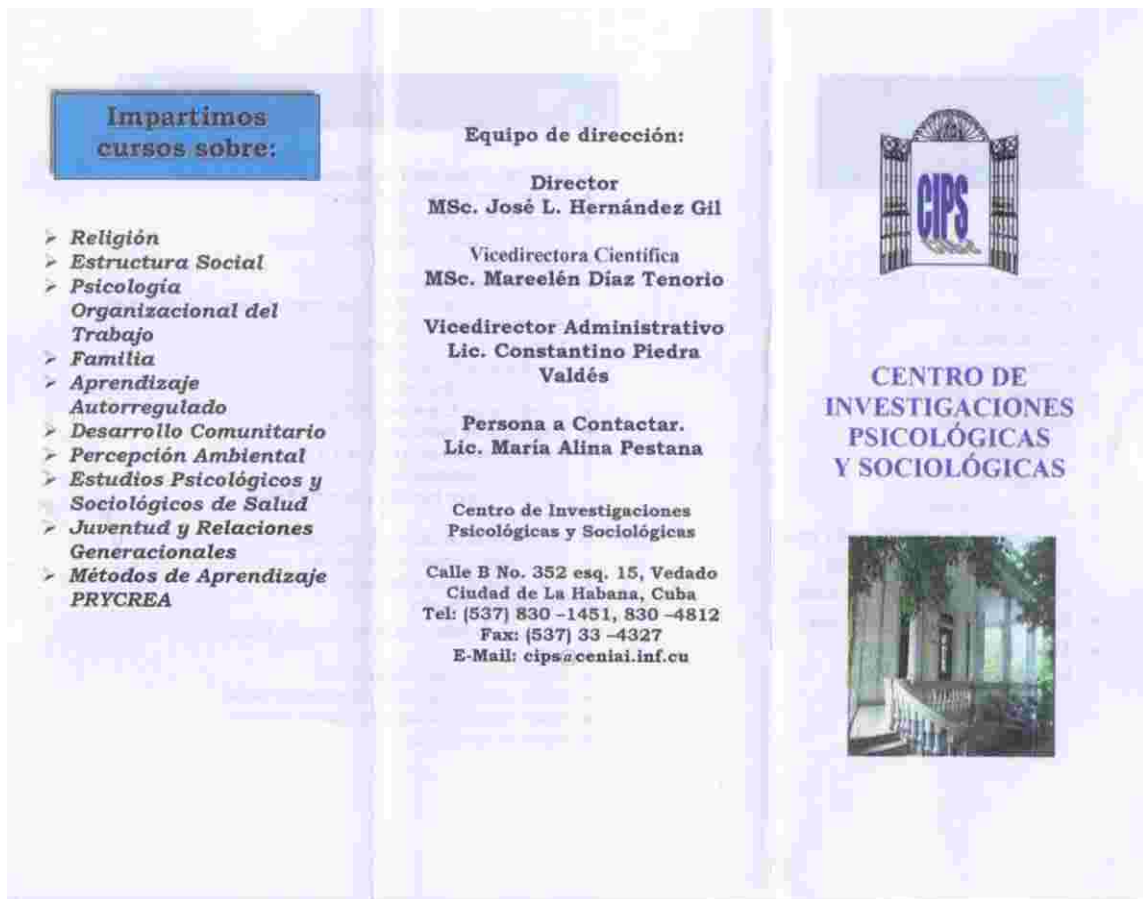 Impartimos
cursos sobre:
➢ Religión
➢ Estructura Social
➢ Psicología
Organizacional del
Trabajo
➢ Familia
➢ Aprendizaje
Autorregulado
➢ Desarrollo Comunitario
➢ Percepción Ambiental
➢ Estudios Psicológicos y
Sociológicos de Salud
➢ Juventud y Relaciones
Generacionales
➢ Métodos de Aprendizaje
PRYCREA
Equipo de dirección:
Director
MSc. José L. Hernández Gil
Vicedirectora Científica
MSc. Mareelén Díaz Tenorio
Vicedirector Administrativo
Lic. Constantino Piedra
Valdés
Persona a Contactar.
Lic. María Alina Pestana
Centro de Investigaciones
Psicológicas y Sociológicas
Calle B No. 352 esq. 15, Vedado
Ciudad de La Habana, Cuba
Tel: (537) 830 –1451, 830 –4812
Fax: (537) 33 –4327
E-Mail: cips@ceniai.inf.cu
CIPS
CENTRO DE
INVESTIGACIONES
PSICOLÓGICAS
Y SOCIOLÓGICAS